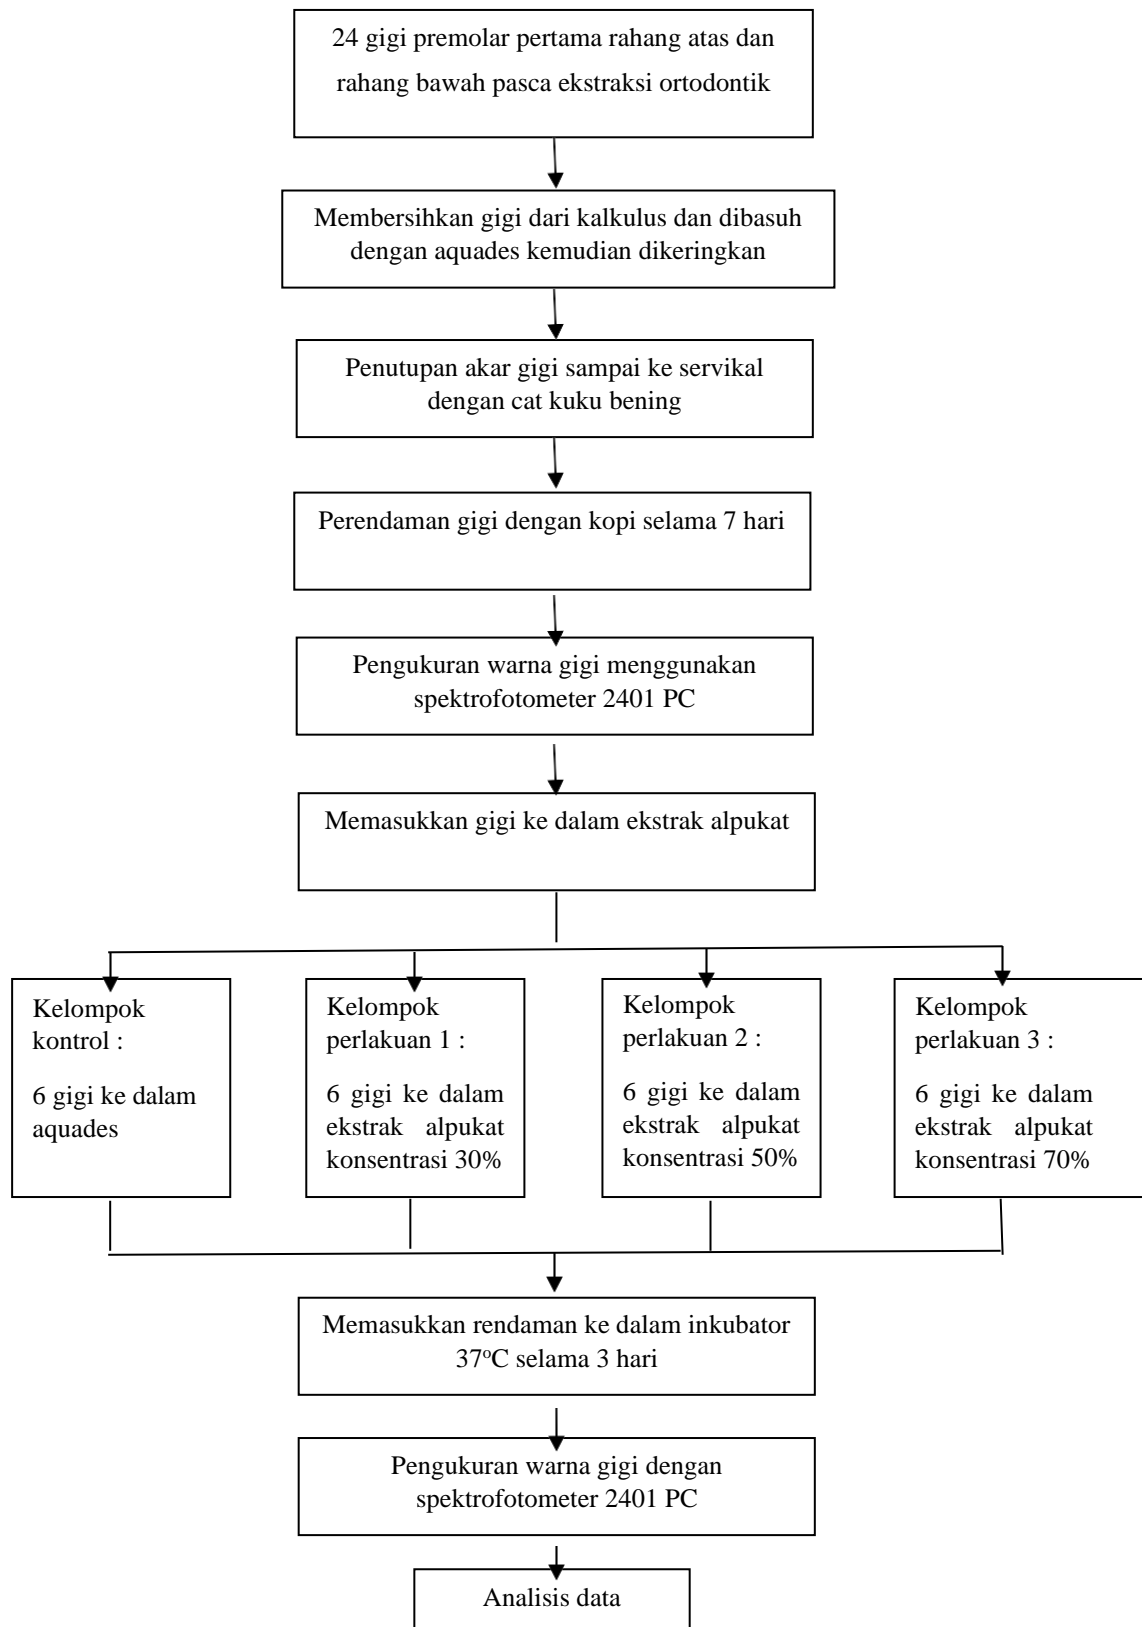 24 gigi premolar pertama rahang atas dan
rahang bawah pasca ekstraksi ortodontik
Membersihkan gigi dari kalkulus dan dibasuh
dengan aquades kemudian dikeringkan
Penutupan akar gigi sampai ke servikal
dengan cat kuku bening
Perendaman gigi dengan kopi selama 7 hari
Pengukuran warna gigi menggunakan
spektrofotometer 2401 PC
Memasukkan gigi ke dalam ekstrak alpukat
Kelompok
kontrol :
6 gigi ke dalam
aquades
Kelompok
perlakuan 1 :
6 gigi ke dalam
ekstrak alpukat
konsentrasi 30%
Kelompok
perlakuan 2 :
6 gigi ke dalam
ekstrak alpukat
konsentrasi 50%
Kelompok
perlakuan 3 :
6 gigi ke dalam
ekstrak alpukat
konsentrasi 70%
Memasukkan rendaman ke dalam inkubator
37°C selama 3 hari
Pengukuran warna gigi dengan
spektrofotometer 2401 PC
Analisis data